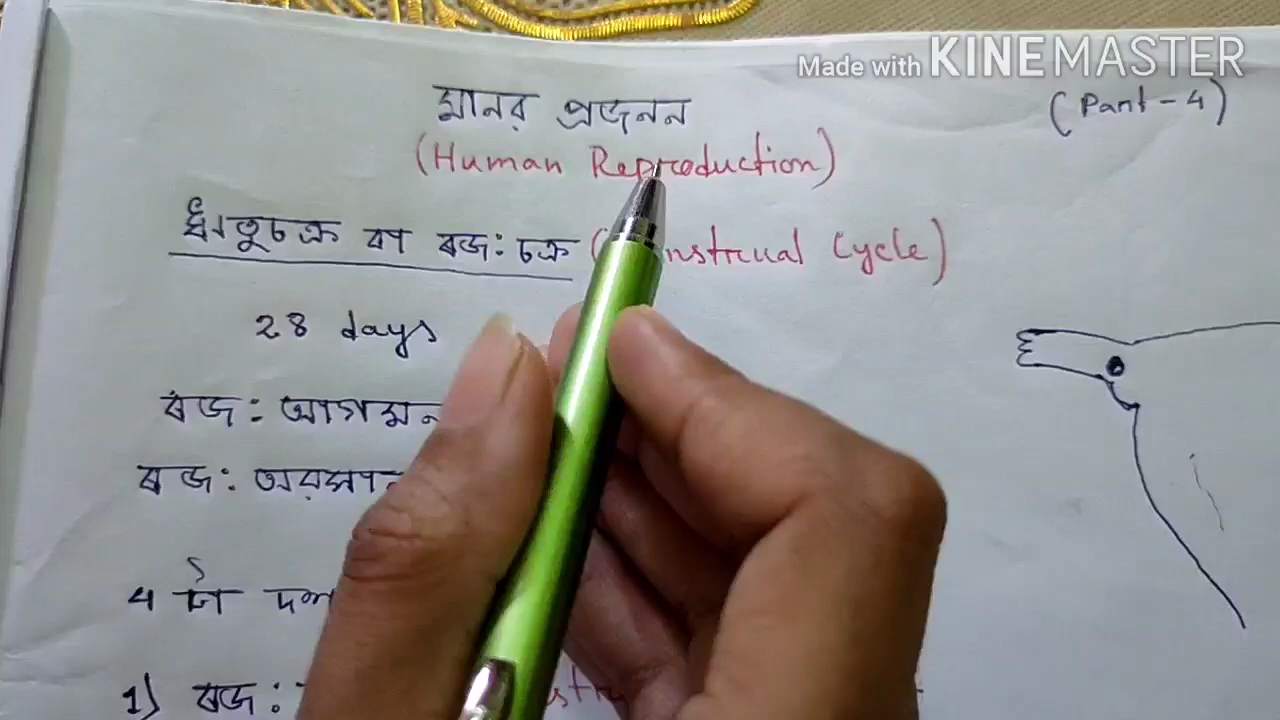 Made with KINEMASTER
মানৱ প্ৰজনন
(Part - 4)
(Human Reproduction)
ঋতুচক্ৰ বা ৰজঃ চক্ৰ ( nstrual Cycle)
28 days
ৰজঃ আগমন
ৰজঃ
4 টা
1) ৰজঃ